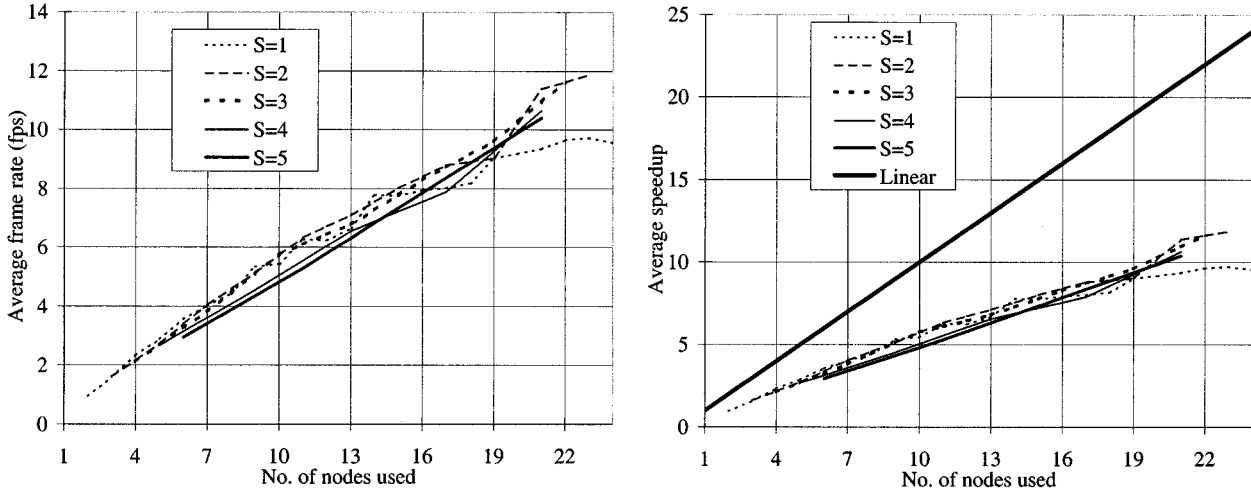 14
12
10
8
6
4
2
0
Average frame rate (fps)
S=1
S=2
S=3
S=4
S=5
1 4 7 10 13 16 19 22
No. of nodes used
25
20
15
10
5
0
Average speedup
S=1
S=2
S=3
S=4
S=5
Linear
1 4 7 10 13 16 19 22
No. of nodes used